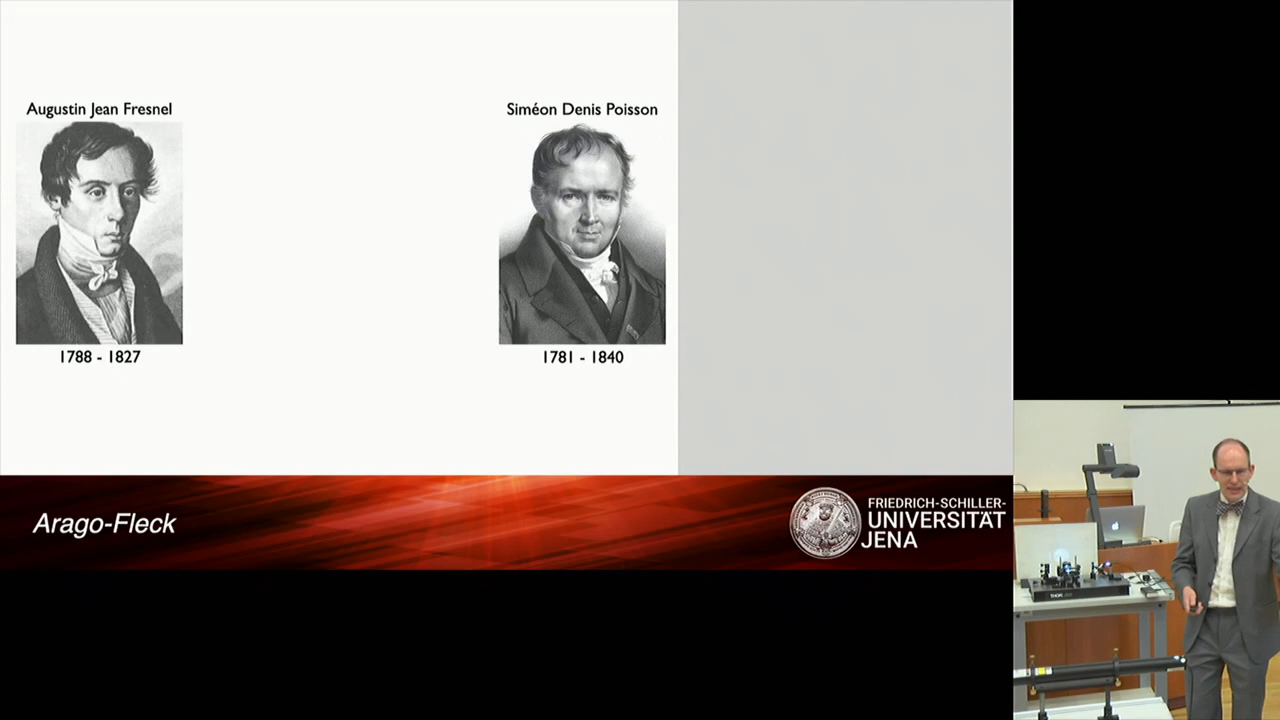 Augustin Jean Fresnel
1788 - 1827
Siméon Denis Poisson
1781 - 1840
Arago-Fleck
FRIEDRICH-SCHILLER-
UNIVERSITÄT
JENA